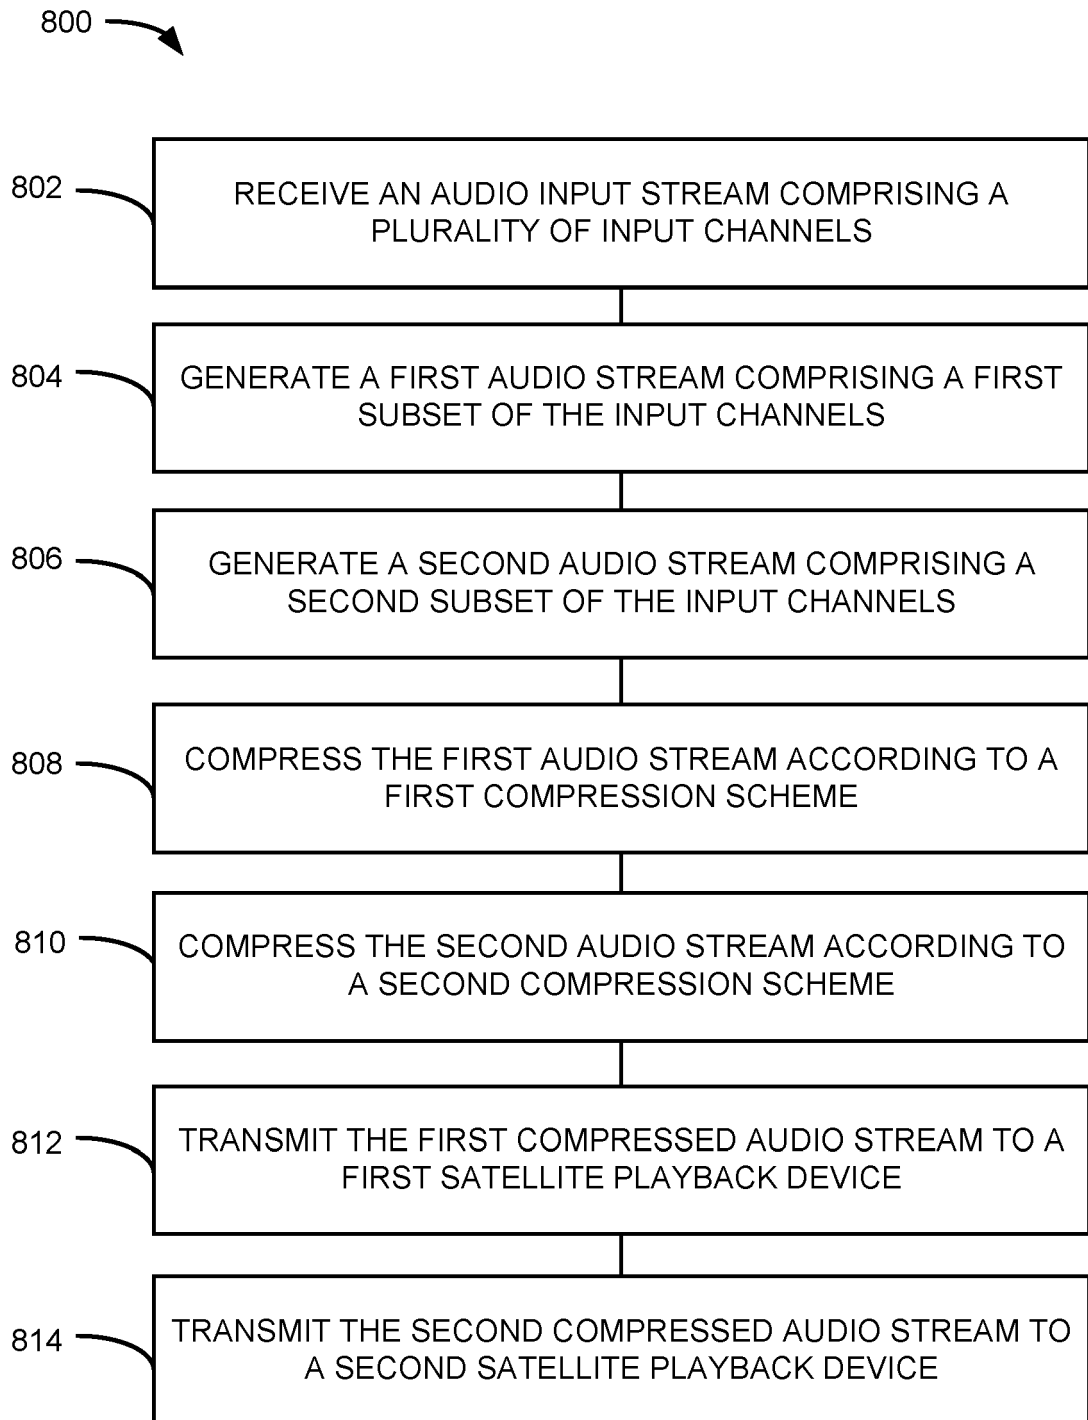 800
802
RECEIVE AN AUDIO INPUT STREAM COMPRISING A
PLURALITY OF INPUT CHANNELS
804
GENERATE A FIRST AUDIO STREAM COMPRISING A FIRST
SUBSET OF THE INPUT CHANNELS
806
GENERATE A SECOND AUDIO STREAM COMPRISING A
SECOND SUBSET OF THE INPUT CHANNELS
808
COMPRESS THE FIRST AUDIO STREAM ACCORDING TO A
FIRST COMPRESSION SCHEME
810
COMPRESS THE SECOND AUDIO STREAM ACCORDING TO
A SECOND COMPRESSION SCHEME
812
TRANSMIT THE FIRST COMPRESSED AUDIO STREAM TO A
FIRST SATELLITE PLAYBACK DEVICE
814
TRANSMIT THE SECOND COMPRESSED AUDIO STREAM TO
A SECOND SATELLITE PLAYBACK DEVICE